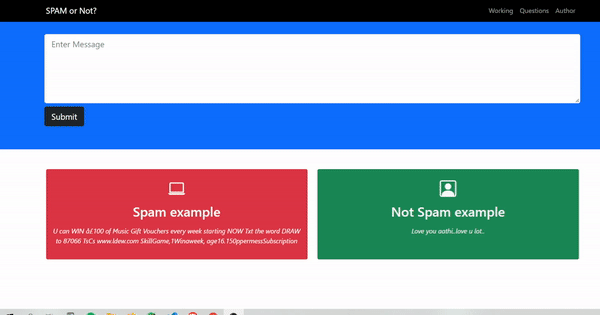 SPAM or Not?
Working Questions Author
Enter Message
Submit
Spam example
U can WIN â£100 of Music Gift Vouchers every week starting NOW Txt the word DRAW
to 87066 TsCs www.ldew.com SkillGame,1Winaweek, age16.150ppermessSubscription
Not Spam example
Love you aathi..love u lot..